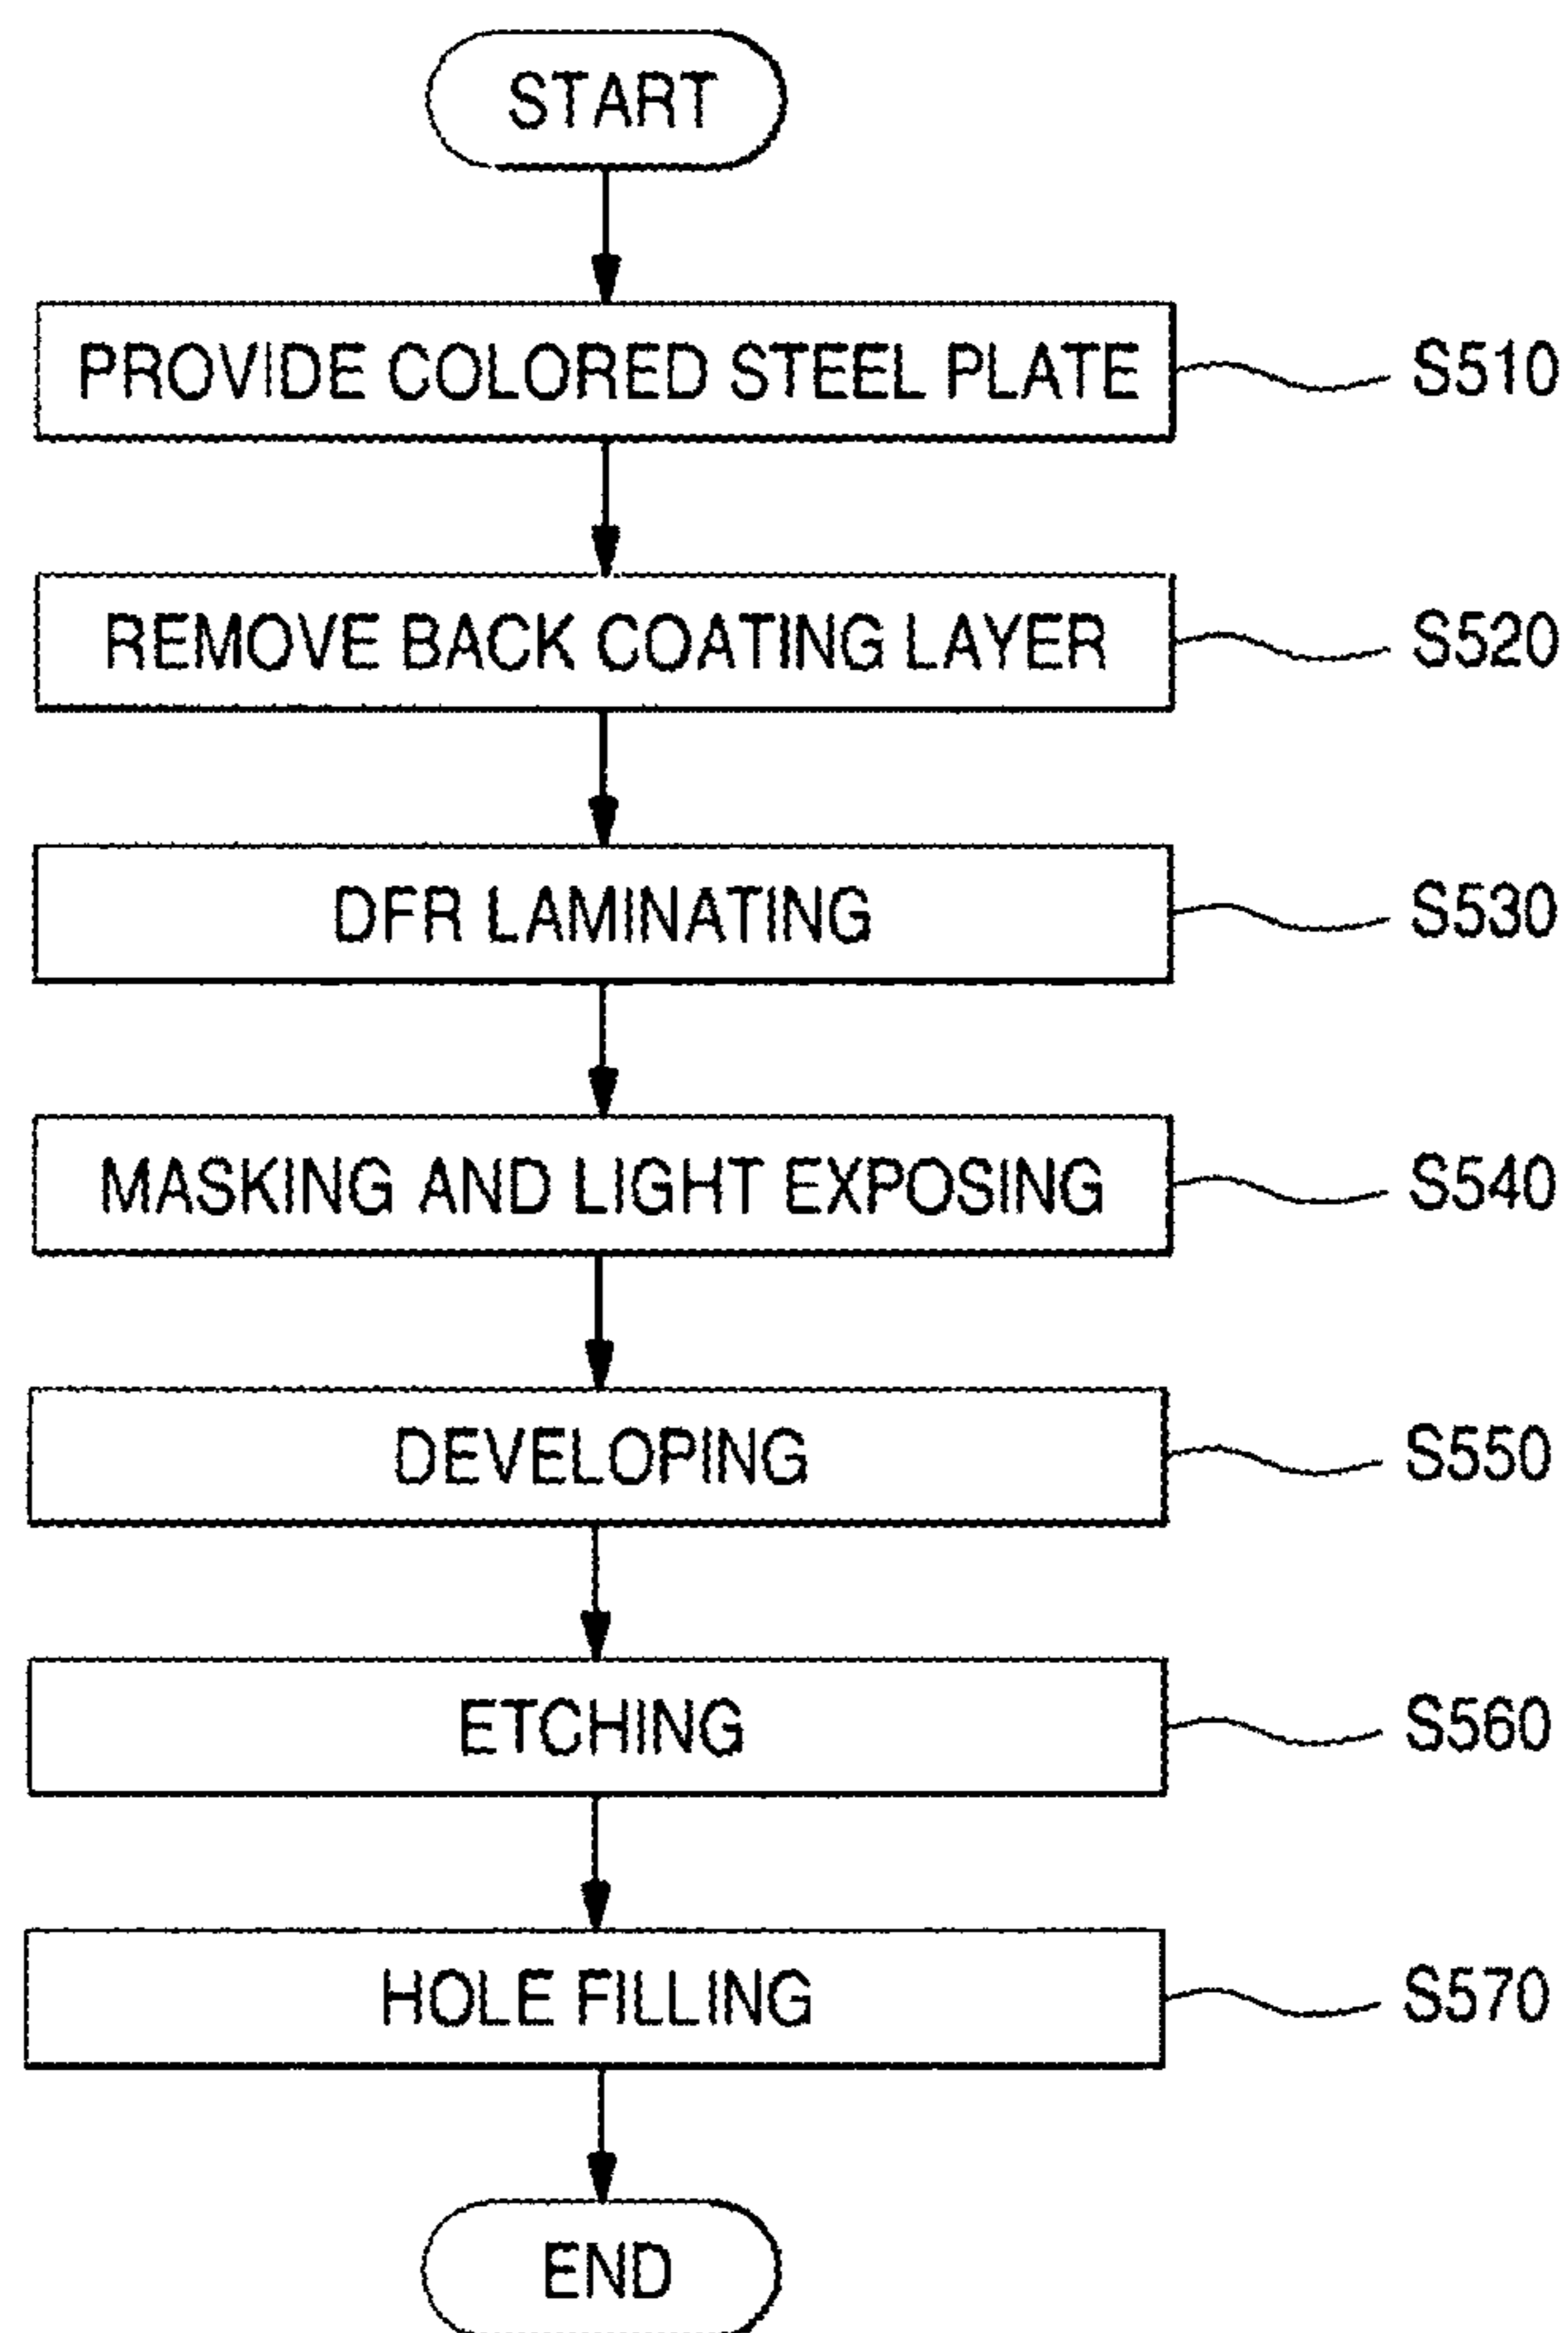 START
PROVIDE COLORED STEEL PLATE S510
REMOVE BACK COATING LAYER S520
DFR LAMINATING S530
MASKING AND LIGHT EXPOSING S540
DEVELOPING S550
ETCHING S560
HOLE FILLING S570
END